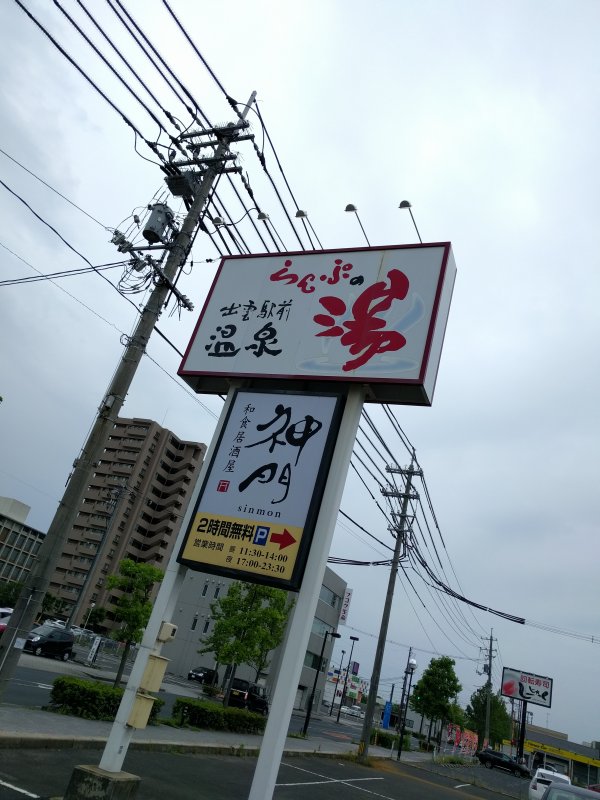 らんぷの
湯
出雲駅前
温泉
和食居酒屋
神門
sinmon
2時間無料P
営業時間 昼 11:30-14:00
夜 17:00-23:30
回転寿司